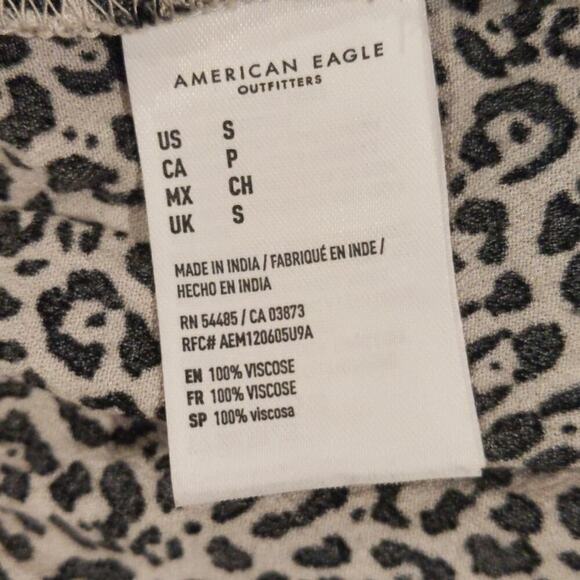 AMERICAN EAGLE
OUTFITTERS
US S
CA P
MX CH
UK S
MADE IN INDIA / FABRIQUÉ EN INDE /
HECHO EN INDIA
RN 54485 / CA 03873
RFC# AEM120605U9A
EN 100% VISCOSE
FR 100% VISCOSE
SP 100% viscosa